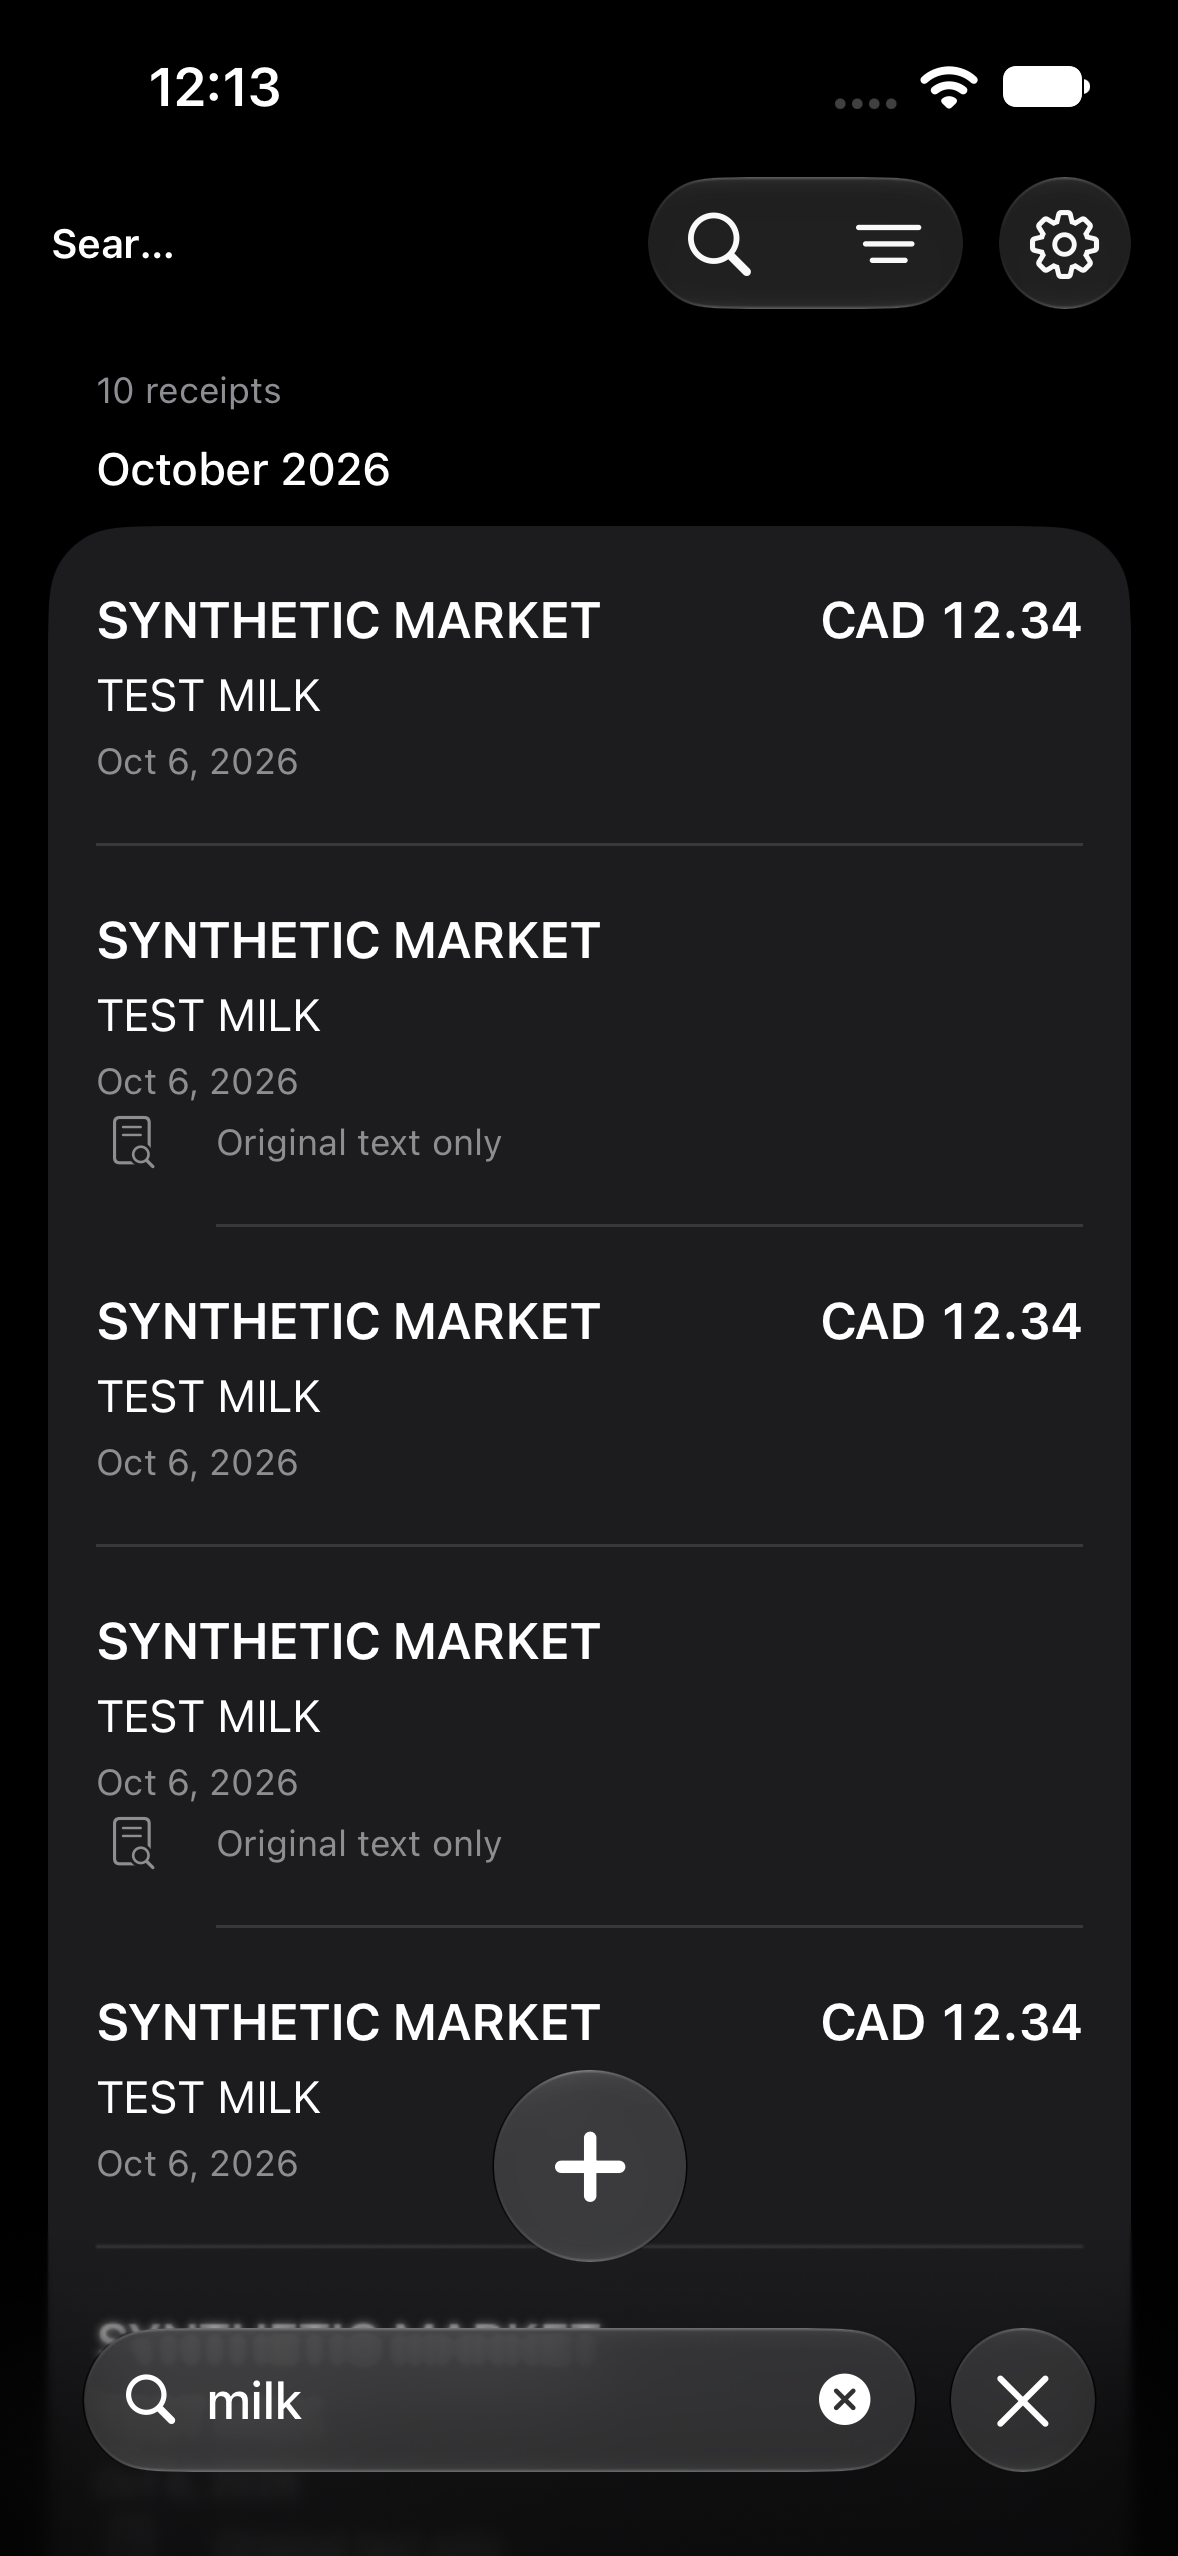 12:13
Sear...
10 receipts
October 2026
SYNTHETIC MARKET CAD 12.34
TEST MILK
Oct 6, 2026
SYNTHETIC MARKET
TEST MILK
Oct 6, 2026
Original text only
SYNTHETIC MARKET CAD 12.34
TEST MILK
Oct 6, 2026
SYNTHETIC MARKET
TEST MILK
Oct 6, 2026
Original text only
SYNTHETIC MARKET CAD 12.34
TEST MILK
Oct 6, 2026
milk